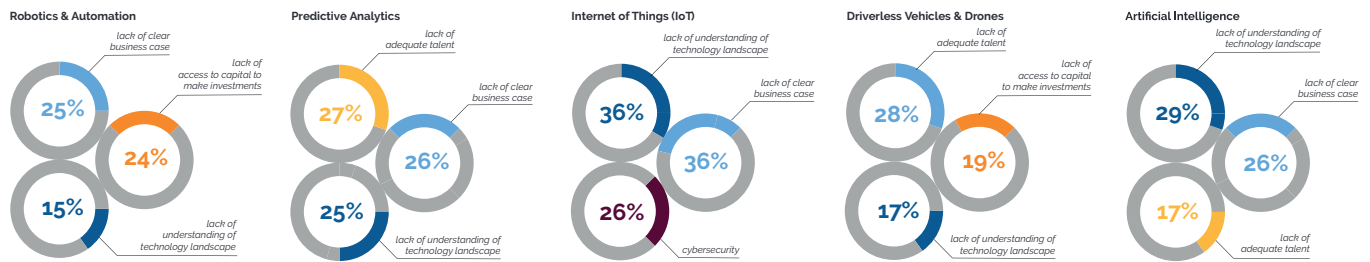 Robotics & Automation
lack of clear
business case
25%
lack of
access to capital to
make investments
24%
15%
lack of
understanding of
technology landscape
Predictive Analytics
lack of
adequate talent
27%
lack of clear
business case
26%
25%
lack of understanding of
technology landscape
Internet of Things (IoT)
lack of understanding of
technology landscape
36%
lack of clear
business case
36%
26%
cybersecurity
Driverless Vehicles & Drones
lack of
adequate talent
28%
lack of
access to capital
to make investments
19%
17%
lack of understanding of
technology landscape
Artificial Intelligence
lack of understanding of
technology landscape
29%
lack of clear
business case
26%
17%
lack of
adequate talent